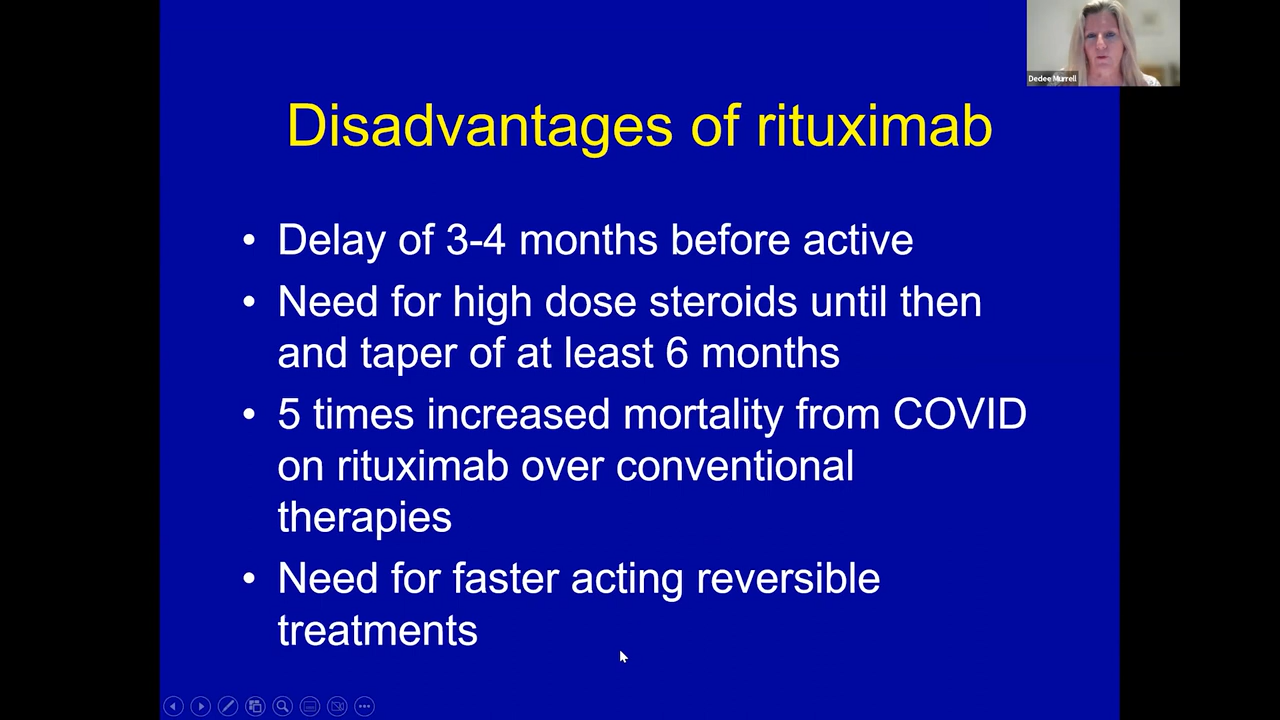 Dedee Murrell
Disadvantages of rituximab
• Delay of 3-4 months before active
• Need for high dose steroids until then
and taper of at least 6 months
• 5 times increased mortality from COVID
on rituximab over conventional
therapies
• Need for faster acting reversible
treatments